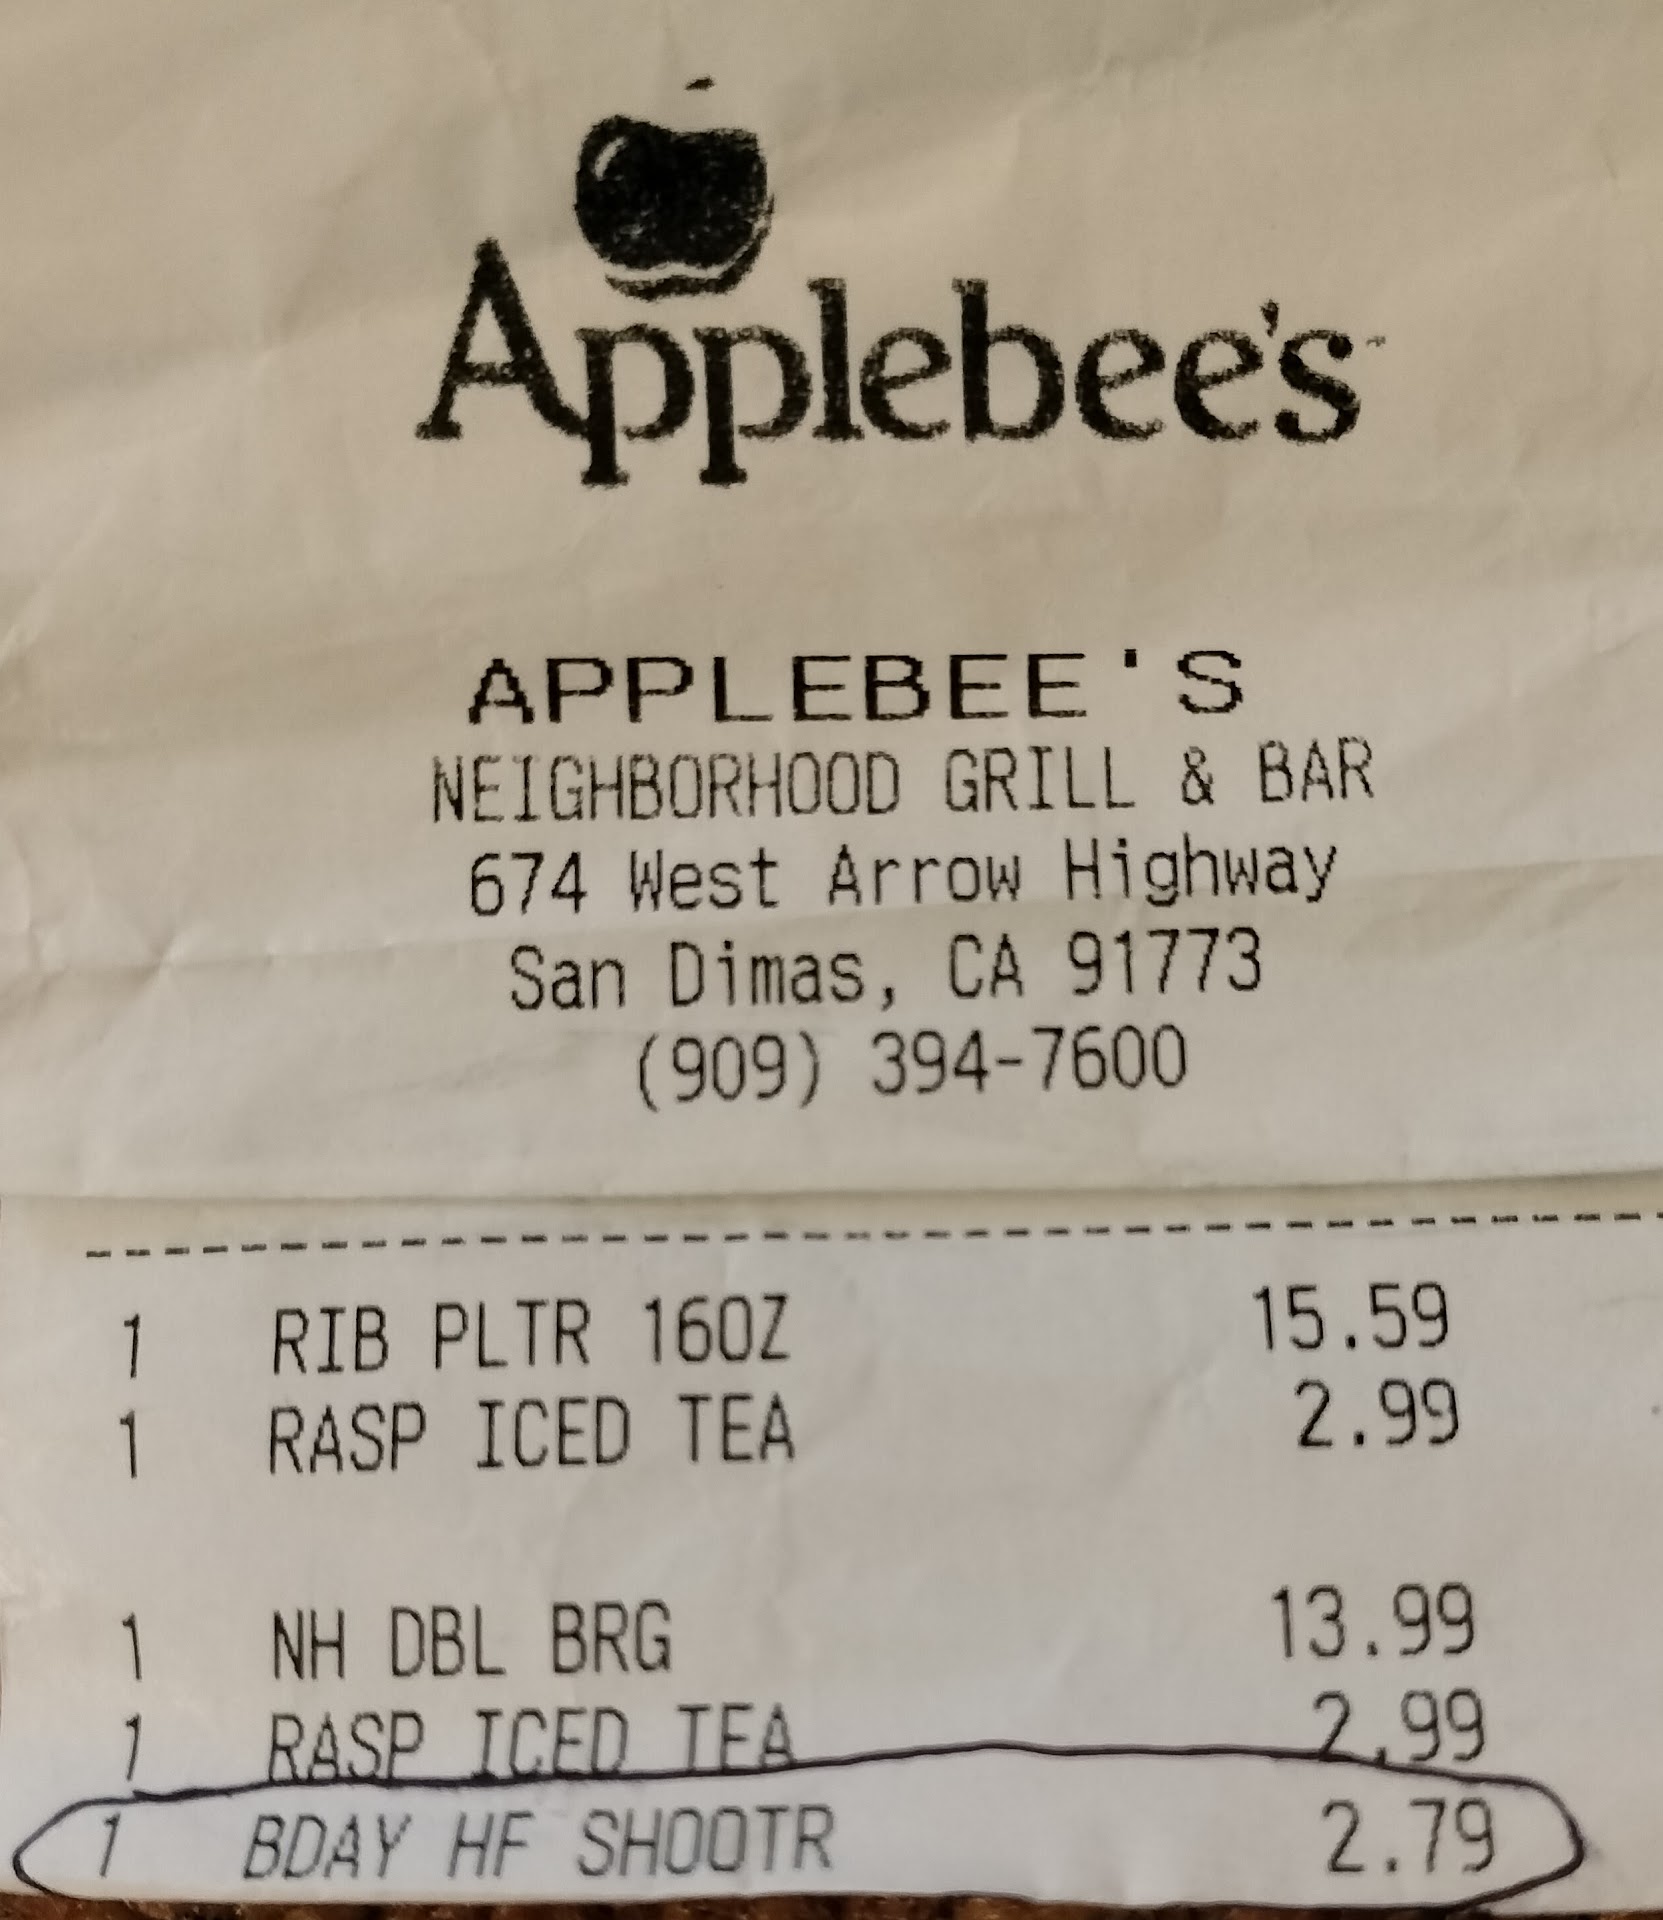 Applebee's
APPLEBEE'S
NEIGHBORHOOD GRILL & BAR
674 West Arrow Highway
San Dimas, CA 91773
(909) 394-7600
1 RIB PLTR 16OZ 15.59
1 RASP ICED TEA 2.99
1 NH DBL BRG 13.99
1 RASP ICED TEA 2.99
1 BDAY HF SHOOTR 2.79